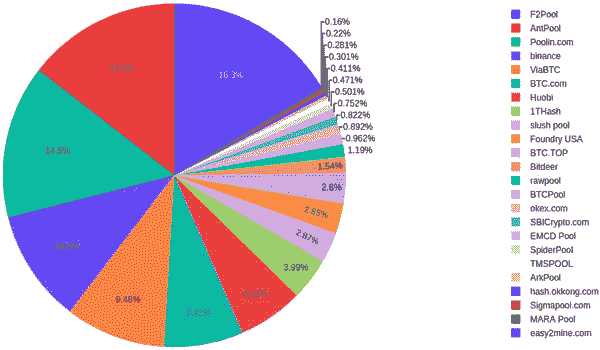 0.16%
0.22%
0.281%
0.301%
0.411%
0.471%
0.501%
0.752%
0.822%
0.892%
0.962%
1.19%
1.54%
2.6%
2.85%
2.87%
3.99%
9.48%
14.5%
16.3%
F2Pool
AntPool
Poolin.com
binance
ViaBTC
BTC.com
Huobi
1THash
slush pool
Foundry USA
BTC.TOP
Bitdeer
rawpool
BTCPool
okex.com
SBICrypto.com
EMCD Pool
SpiderPool
TMSPOOL
ArkPool
hash.okkong.com
Sigmapool.com
MARA Pool
easy2mine.com